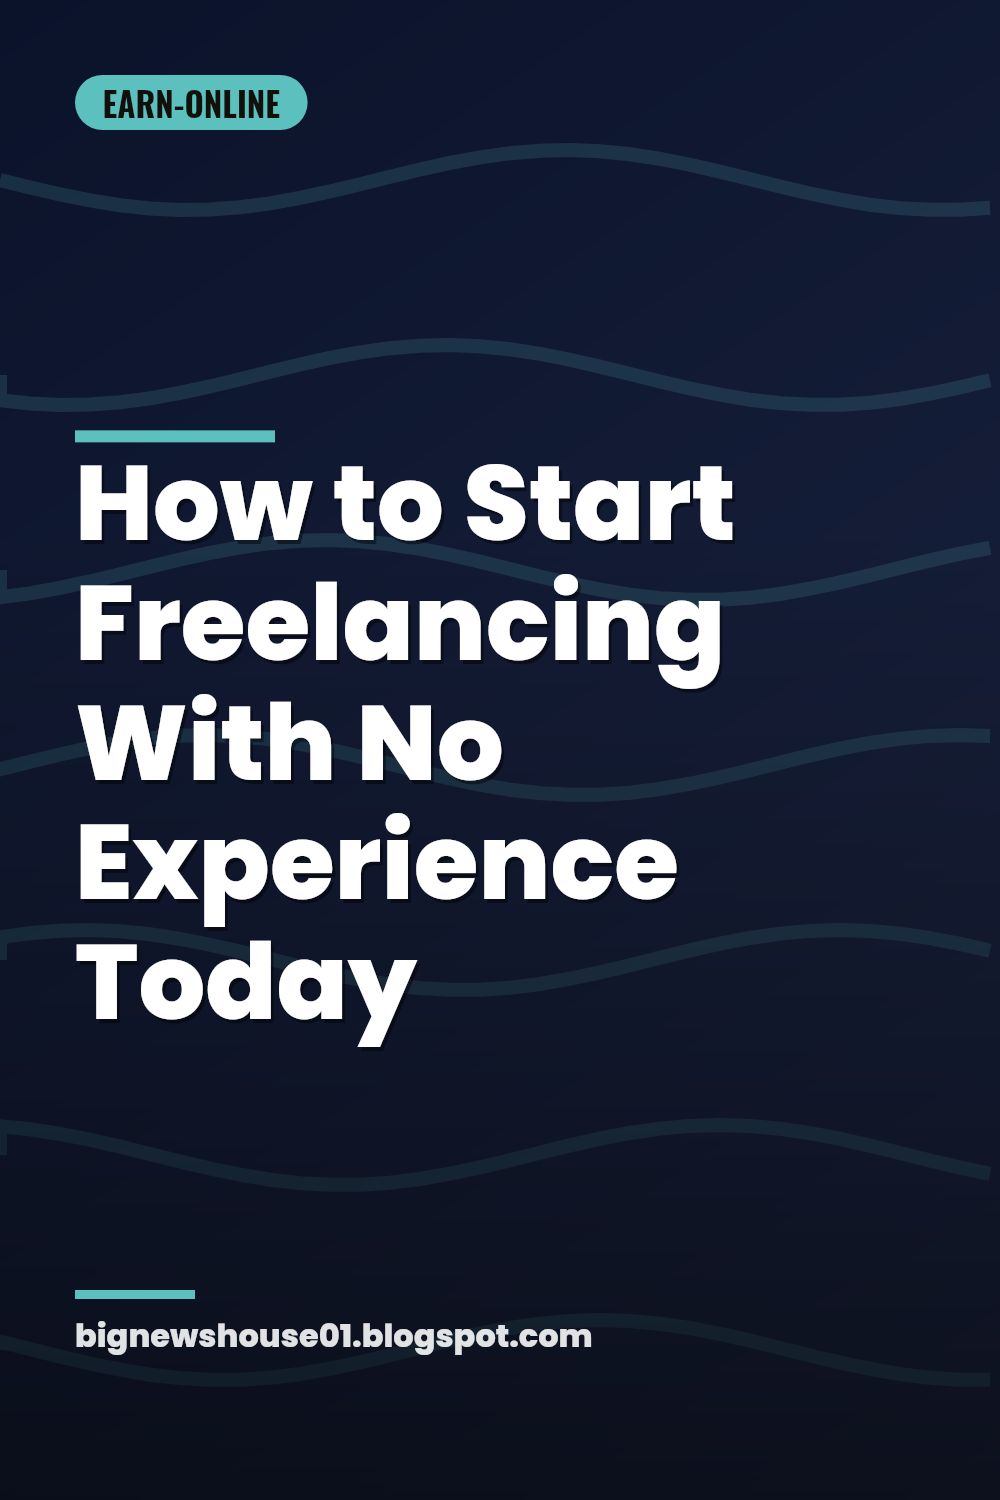 EARN-ONLINE
How to Start
Freelancing
With No
Experience
Today
bignewshouse01.blogspot.com